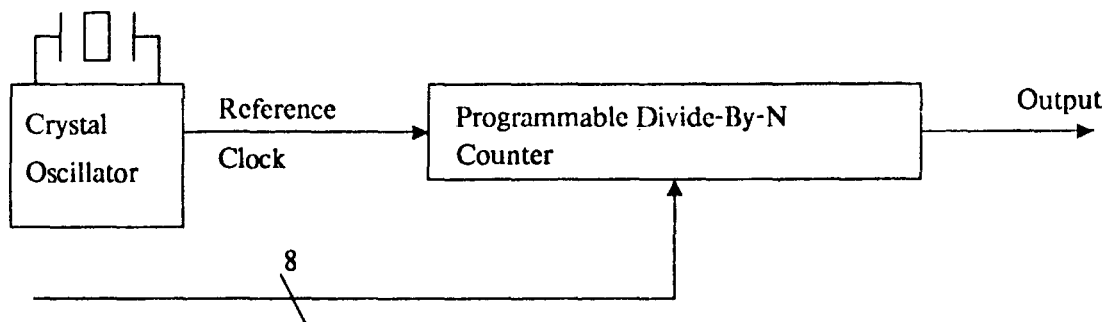 Crystal
Oscillator
Reference
Clock
Programmable Divide-By-N
Counter
Output
8